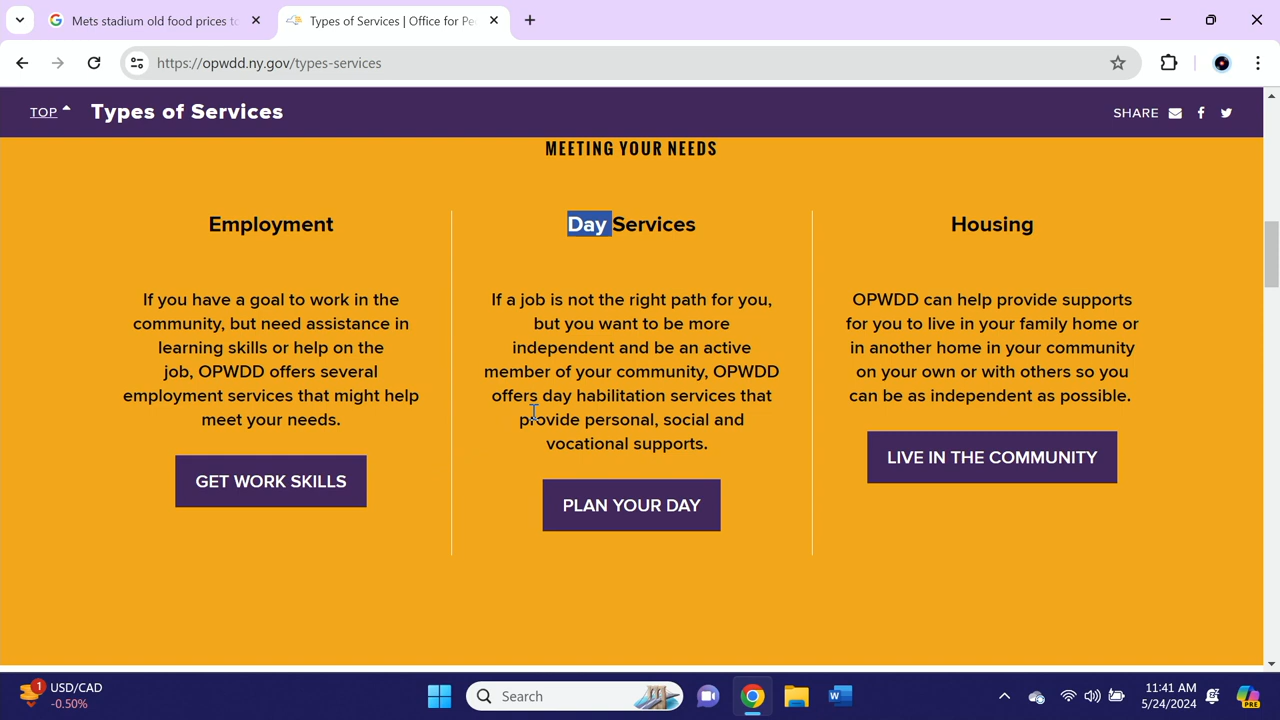 Mets stadium old food prices to
Types of Services | Office for Pe
https://opwdd.ny.gov/types-services
TOP
Types of Services
SHARE
MEETING YOUR NEEDS
Employment
If you have a goal to work in the
community, but need assistance in
learning skills or help on the
job, OPWDD offers several
employment services that might help
meet your needs.
GET WORK SKILLS
Day Services
If a job is not the right path for you,
but you want to be more
independent and be an active
member of your community, OPWDD
offers day habilitation services that
provide personal, social and
vocational supports.
PLAN YOUR DAY
Housing
OPWDD can help provide supports
for you to live in your family home or
in another home in your community
on your own or with others so you
can be as independent as possible.
LIVE IN THE COMMUNITY
1
USD/CAD
-0.50%
Search
11:41 AM
5/24/2024
PRE